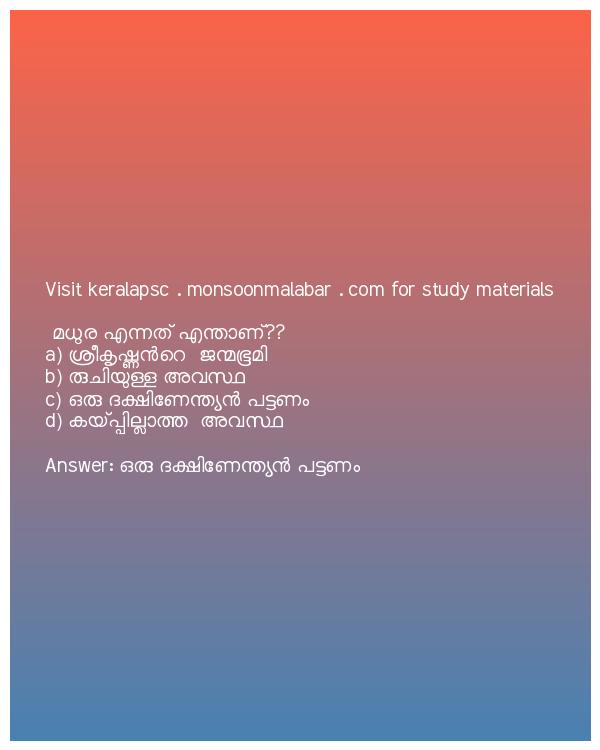 Visit keralapsc . monsoonmalabar . com for study materials
മധുര എന്നത് എന്താണ്??
a) ശ്രീകൃഷ്ണൻറെ ജന്മഭൂമി
b) രുചിയുള്ള അവസ്ഥ
c) ഒരു ദക്ഷിണേന്ത്യൻ പട്ടണം
d) കയ്പ്പില്ലാത്ത അവസ്ഥ
Answer: ഒരു ദക്ഷിണേന്ത്യൻ പട്ടണം